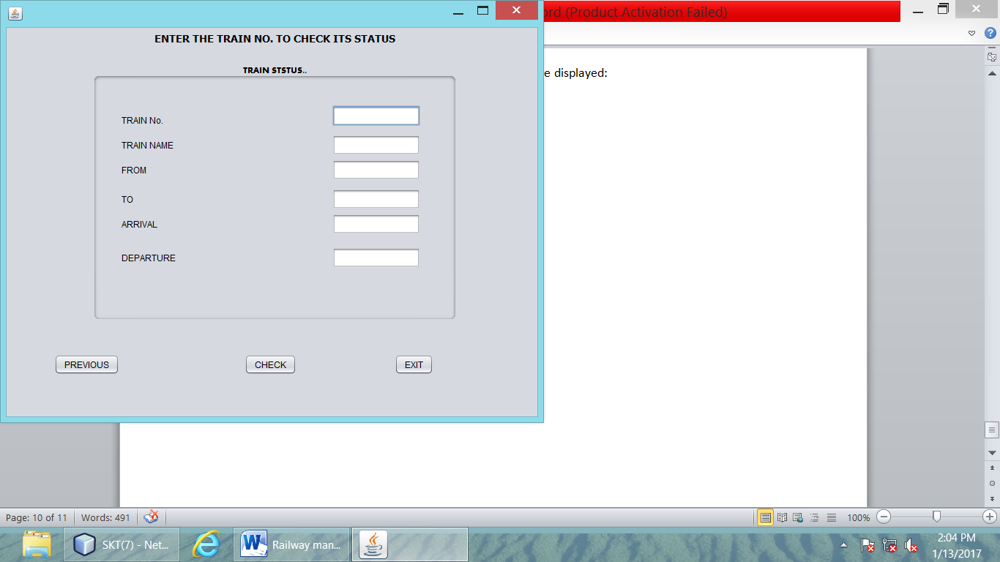 ord (Product Activation Failed)
ENTER THE TRAIN NO. TO CHECK ITS STATUS
e displayed:
TRAIN STSTUS..
TRAIN No.
TRAIN NAME
FROM
TO
ARRIVAL
DEPARTURE
PREVIOUS CHECK EXIT
Page: 10 of 11 Words: 491 100%
SKT(7) - Net... Railway man... 2:04 PM
1/13/2017